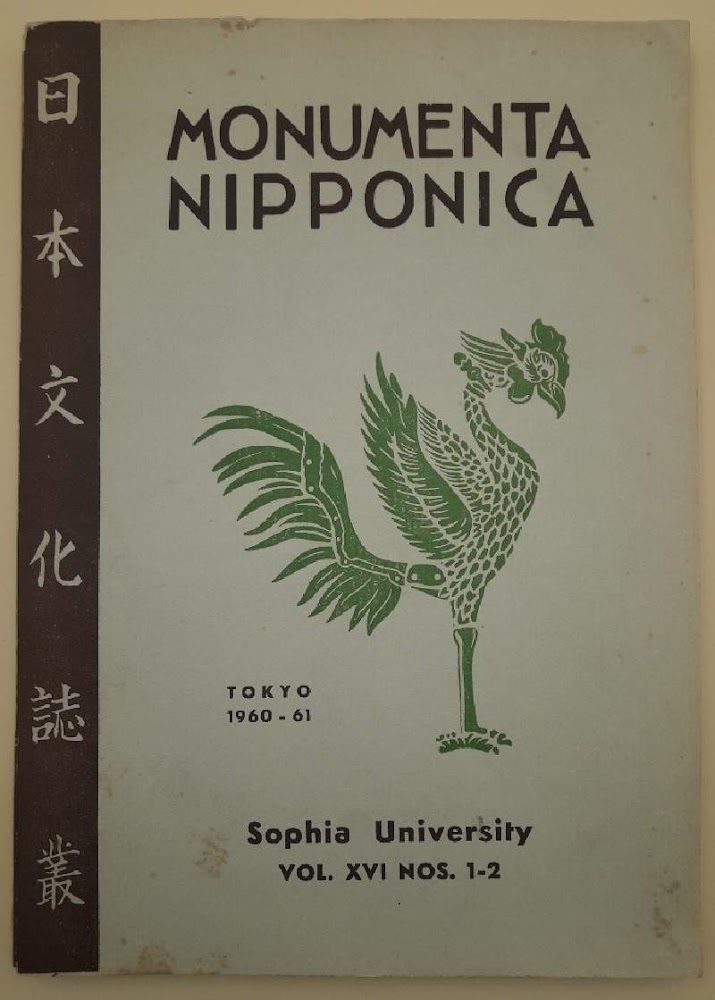 日本文化誌叢
MONUMENTA
NIPPONICA
TOKYO
1960 - 61
Sophia University
VOL. XVI NOS. 1-2